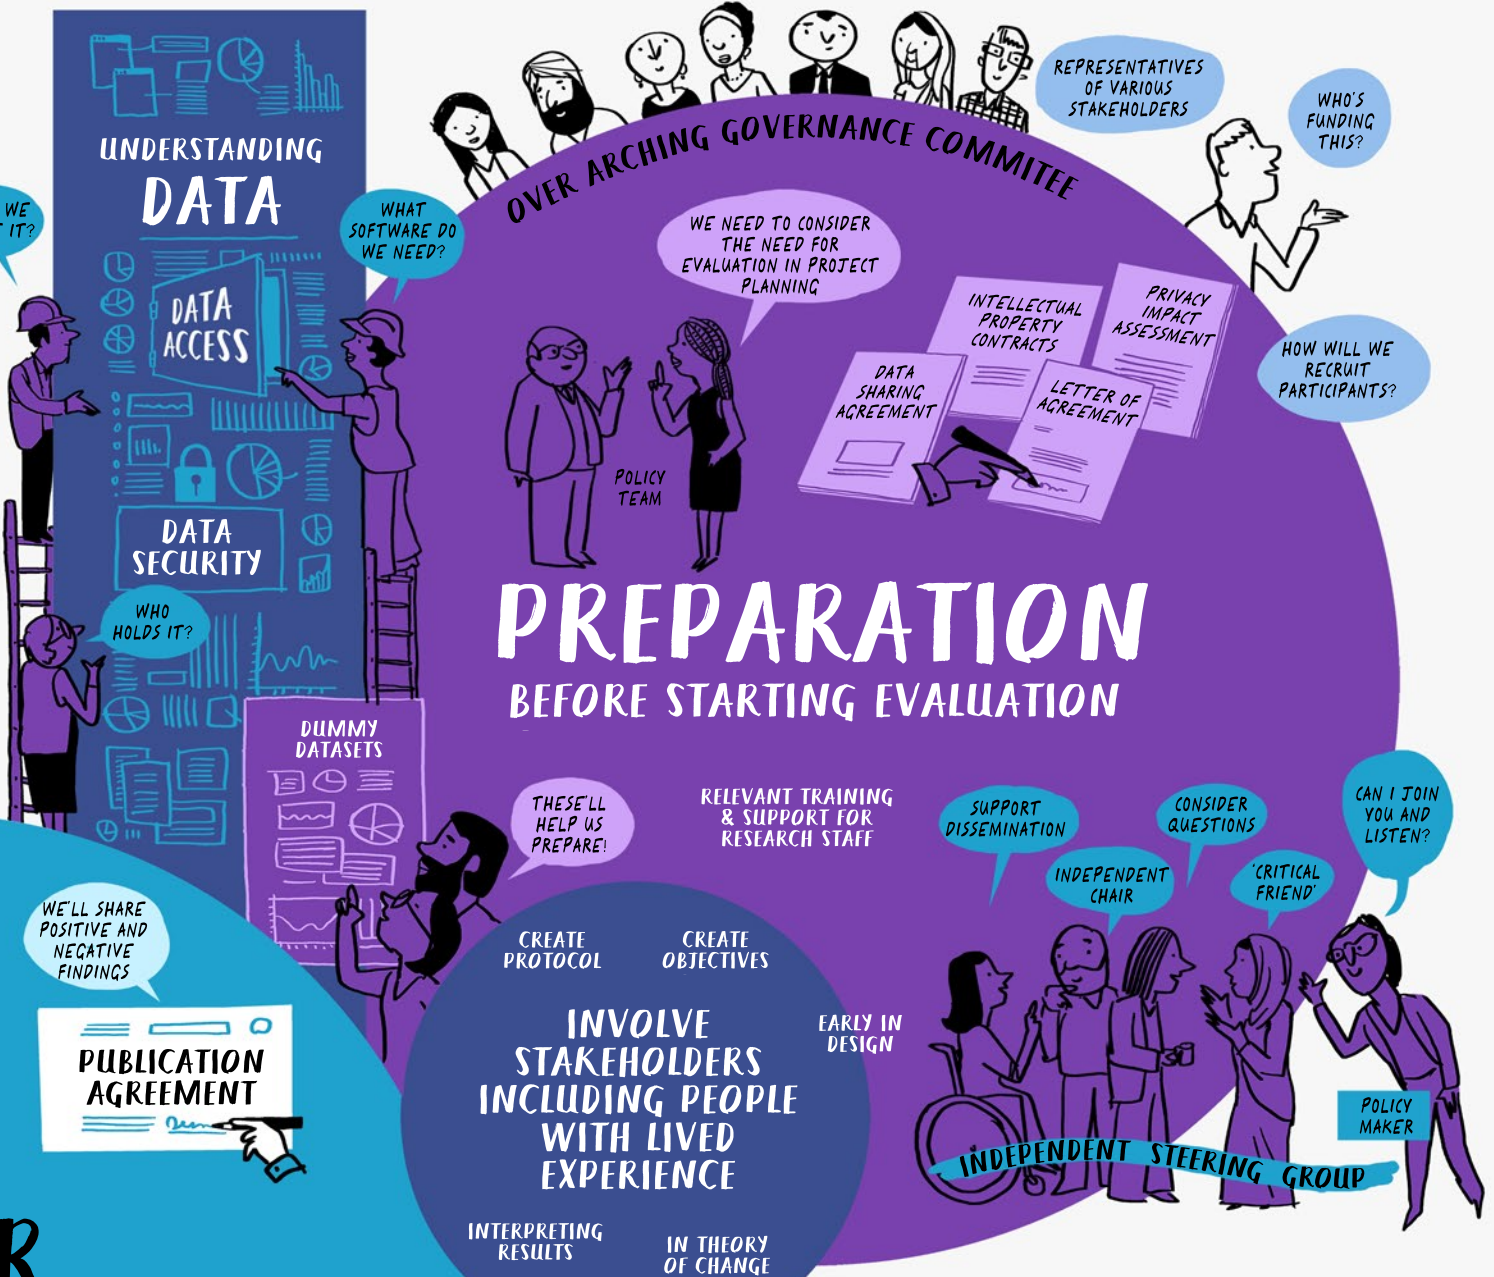 UNDERSTANDING
DATA
WE
IT?
WHAT
SOFTWARE DO
WE NEED?
DATA
ACCESS
DATA
SECURITY
WHO
HOLDS IT?
DUMMY
DATASETS
THESE'LL
HELP US
PREPARE!
OVER ARCHING GOVERNANCE COMMITEE
REPRESENTATIVES
OF VARIOUS
STAKEHOLDERS
WHO'S
FUNDING
THIS?
WE NEED TO CONSIDER
THE NEED FOR
EVALUATION IN PROJECT
PLANNING
POLICY
TEAM
INTELLECTUAL
PROPERTY
CONTRACTS
PRIVACY
IMPACT
ASSESSMENT
DATA
SHARING
AGREEMENT
LETTER OF
AGREEMENT
HOW WILL WE
RECRUIT
PARTICIPANTS?
PREPARATION
BEFORE STARTING EVALUATION
RELEVANT TRAINING
& SUPPORT FOR
RESEARCH STAFF
SUPPORT
DISSEMINATION
CONSIDER
QUESTIONS
CAN I JOIN
YOU AND
LISTEN?
INDEPENDENT
CHAIR
'CRITICAL
FRIEND'
POLICY
MAKER
INDEPENDENT STEERING GROUP
WE'LL SHARE
POSITIVE AND
NEGATIVE
FINDINGS
PUBLICATION
AGREEMENT
CREATE
PROTOCOL
CREATE
OBJECTIVES
EARLY IN
DESIGN
INVOLVE
STAKEHOLDERS
INCLUDING PEOPLE
WITH LIVED
EXPERIENCE
INTERPRETING
RESULTS
IN THEORY
OF CHANGE
R